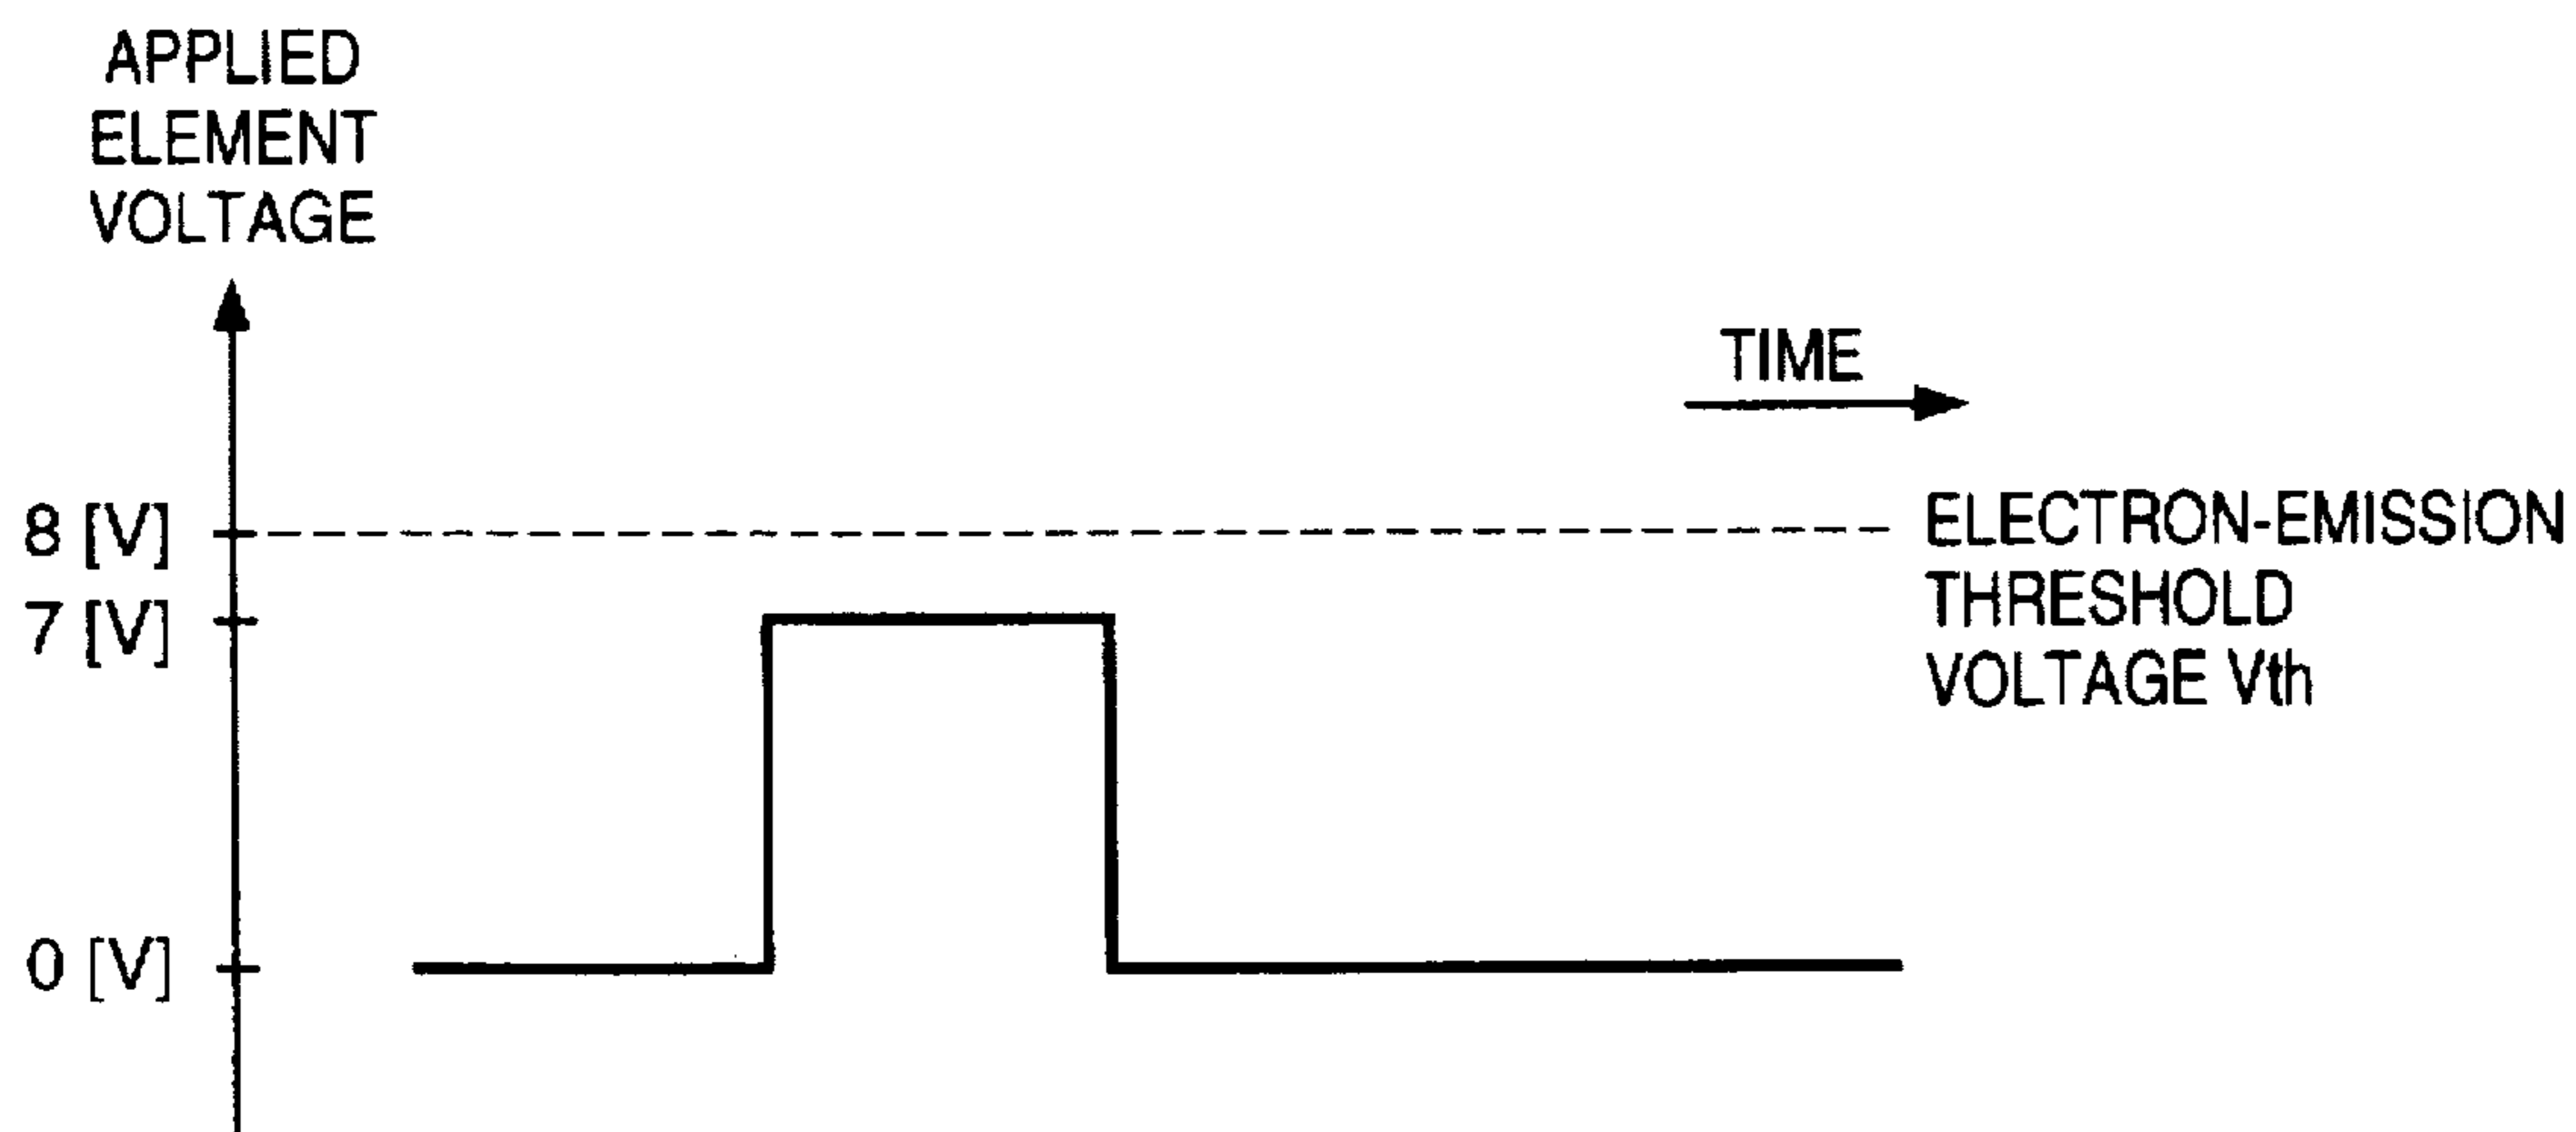 APPLIED
ELEMENT
VOLTAGE
TIME
8 [V]
ELECTRON-EMISSION
THRESHOLD
VOLTAGE Vth
7 [V]
0 [V]